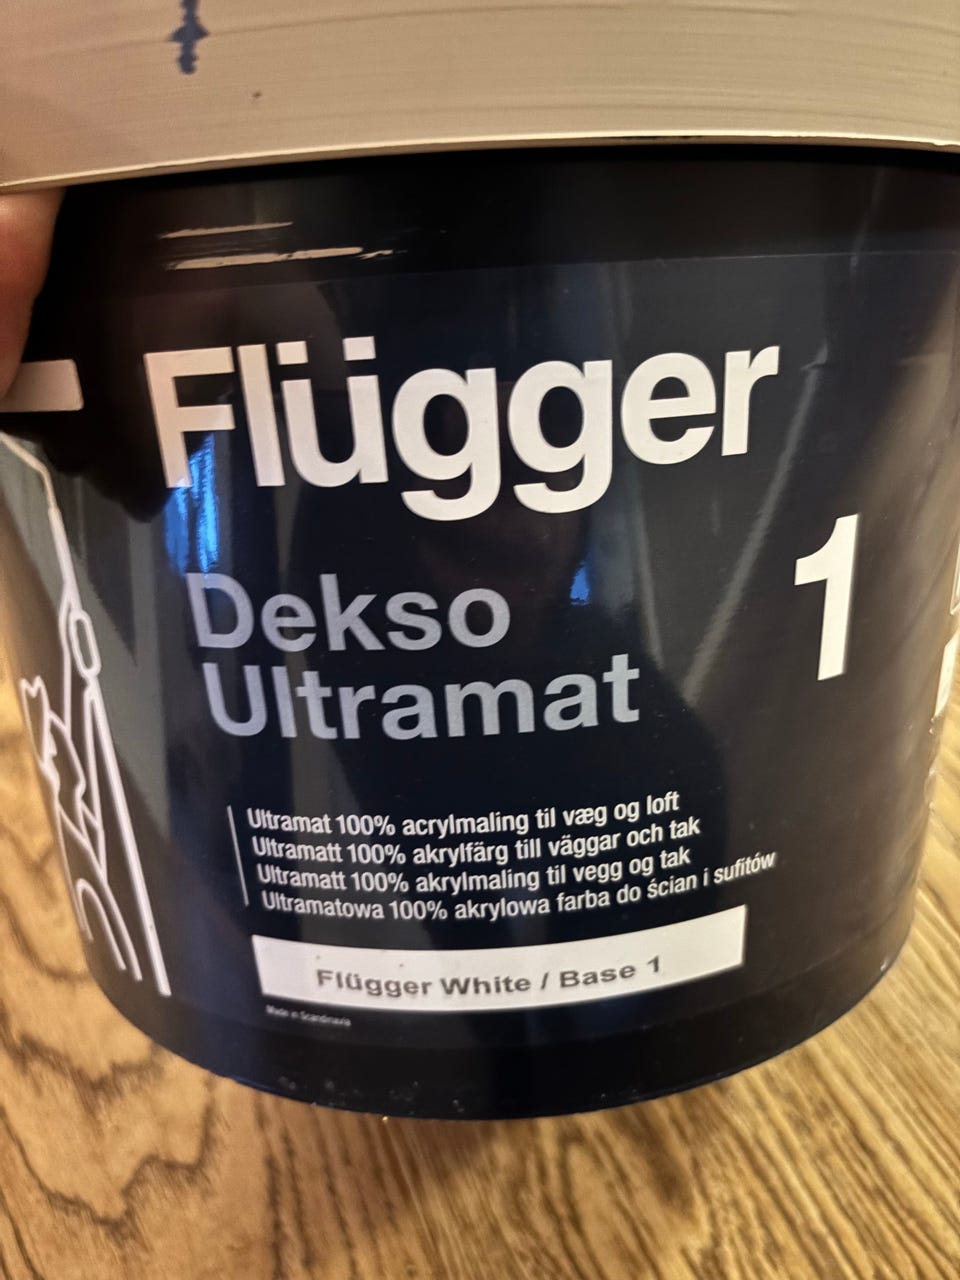 Flügger
1
Dekso
Ultramat
Ultramat 100% acrylmaling til væg og loft
Ultramatt 100% akrylfärg till väggar och tak
Ultramatt 100% akrylmaling til vegg og tak
Ultramatowa 100% akrylowa farba do ścian i sufitów
Flügger White / Base 1
Made in Scandinavia